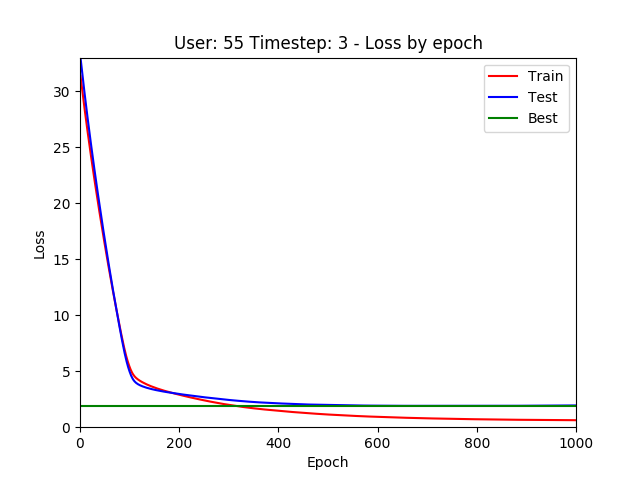 User: 55 Timestep: 3 - Loss by epoch
Train
Test
Best
Loss
30
25
20
15
10
5
0
0 200 400 600 800 1000
Epoch